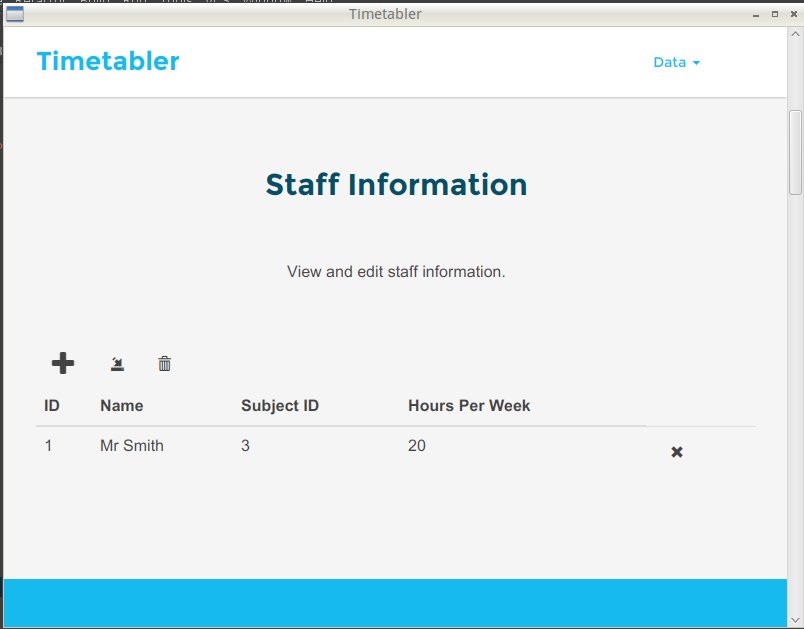 Timetabler
Timetabler
Data
Staff Information
View and edit staff information.
ID Name Subject ID Hours Per Week
1 Mr Smith 3 20